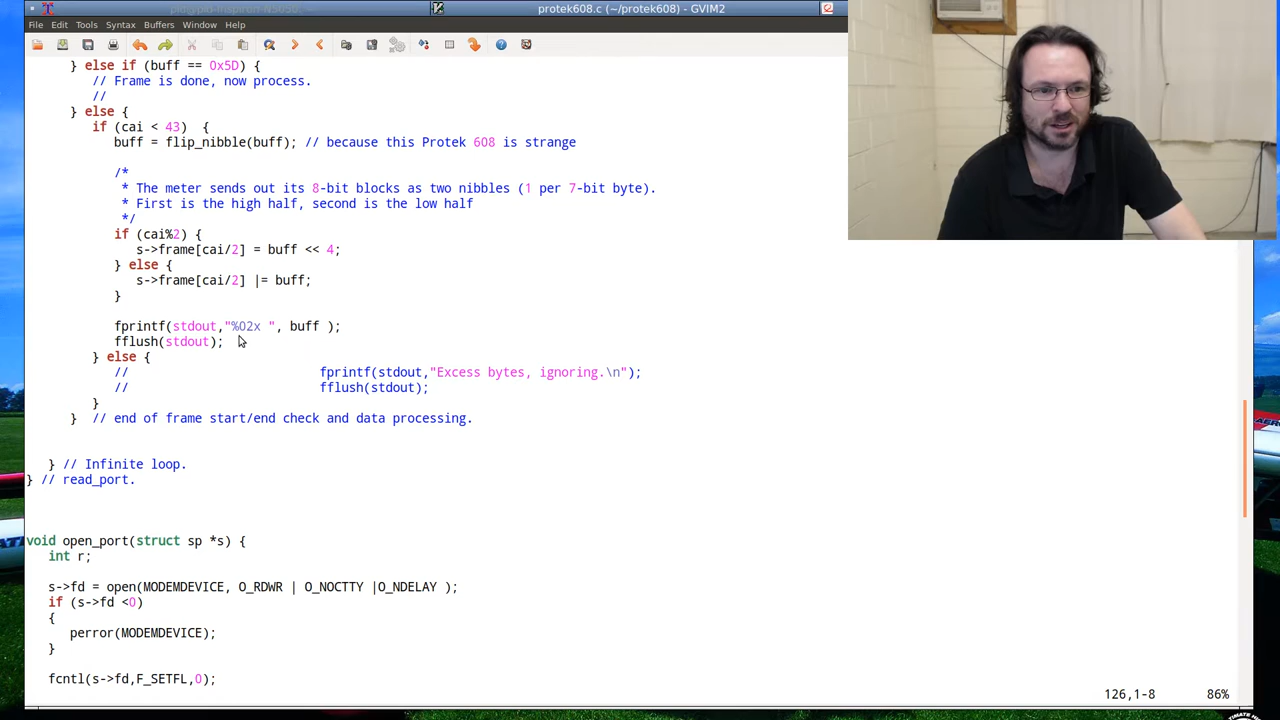 protek608.c (~/protek608) - GVIM2
File Edit Tools Syntax Buffers Window Help
} else if (buff == 0x5D) {
// Frame is done, now process.
//
} else {
if (cai < 43)  {
buff = flip_nibble(buff); // because this Protek 608 is strange
/*
* The meter sends out its 8-bit blocks as two nibbles (1 per 7-bit byte).
* First is the high half, second is the low half
*/
if (cai%2) {
s->frame[cai/2] = buff << 4;
} else {
s->frame[cai/2] |= buff;
}
fprintf(stdout,"%02x ", buff );
fflush(stdout);
} else {
// fprintf(stdout,"Excess bytes, ignoring.\n");
// fflush(stdout);
}
} // end of frame start/end check and data processing.
} // Infinite loop.
} // read_port.
void open_port(struct sp *s) {
int r;
s->fd = open(MODEMDEVICE, O_RDWR | O_NOCTTY |O_NDELAY );
if (s->fd <0)
{
perror(MODEMDEVICE);
}
fcntl(s->fd,F_SETFL,0);
126,1-8 86%